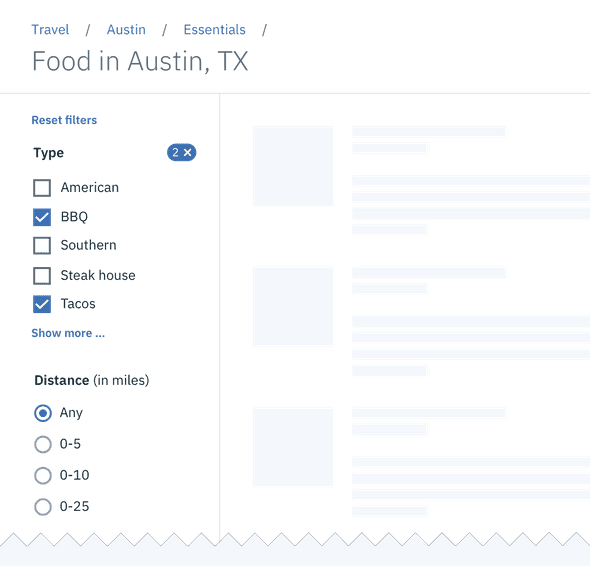 Travel / Austin / Essentials /
Food in Austin, TX
Reset filters
Type 2 ×
American
BBQ
Southern
Steak house
Tacos
Show more ...
Distance (in miles)
Any
0-5
0-10
0-25